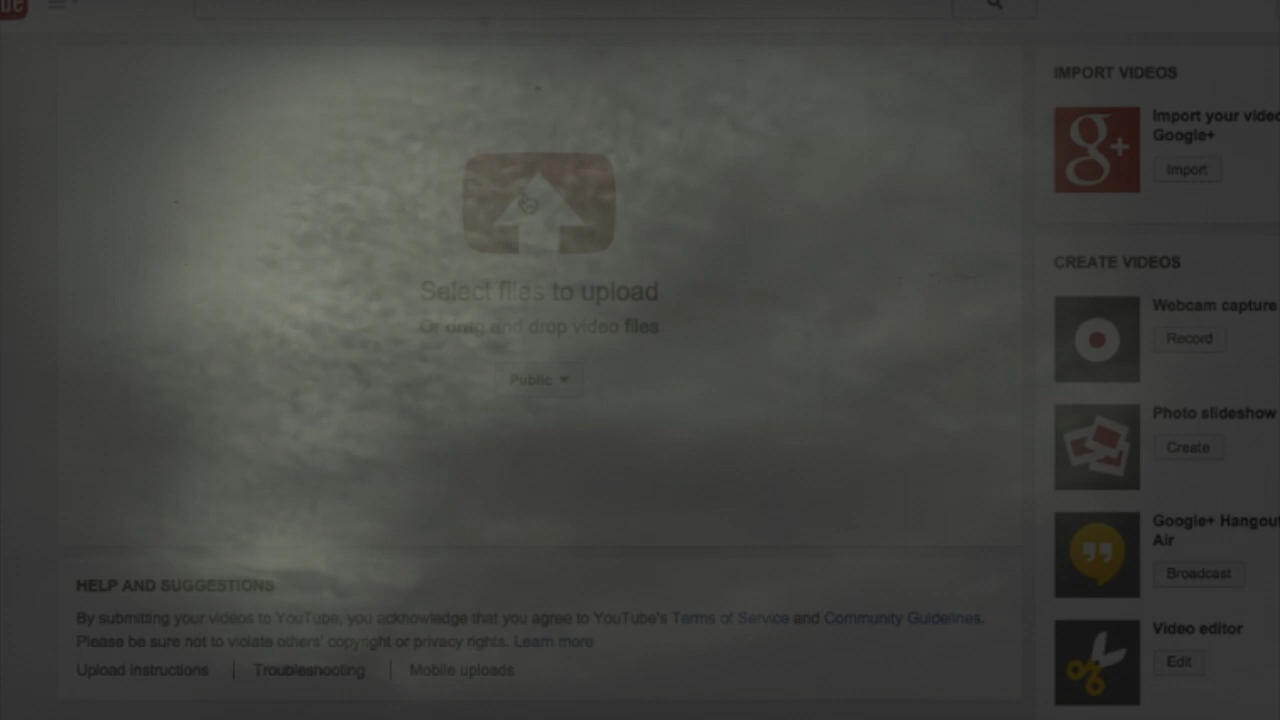 be
Select files to upload
Or drag and drop video files
Public
HELP AND SUGGESTIONS
By submitting your videos to YouTube, you acknowledge that you agree to YouTube's Terms of Service and Community Guidelines.
Please be sure not to violate others' copyright or privacy rights. Learn more
Upload instructions
Troubleshooting
Mobile uploads
IMPORT VIDEOS
g+
Import your video
Google+
Import
CREATE VIDEOS
Webcam capture
Record
Photo slideshow
Create
Google+ Hangout
Air
Broadcast
Video editor
Edit